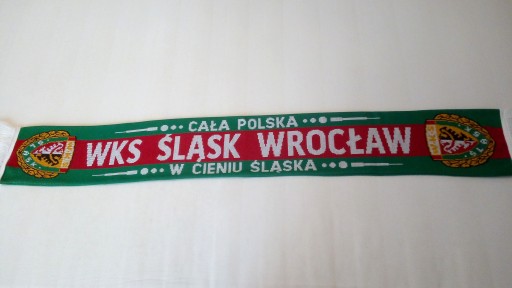 CAŁA POLSKA
WKS ŚLĄSK WROCŁAW
W CIENIU ŚLĄSKA